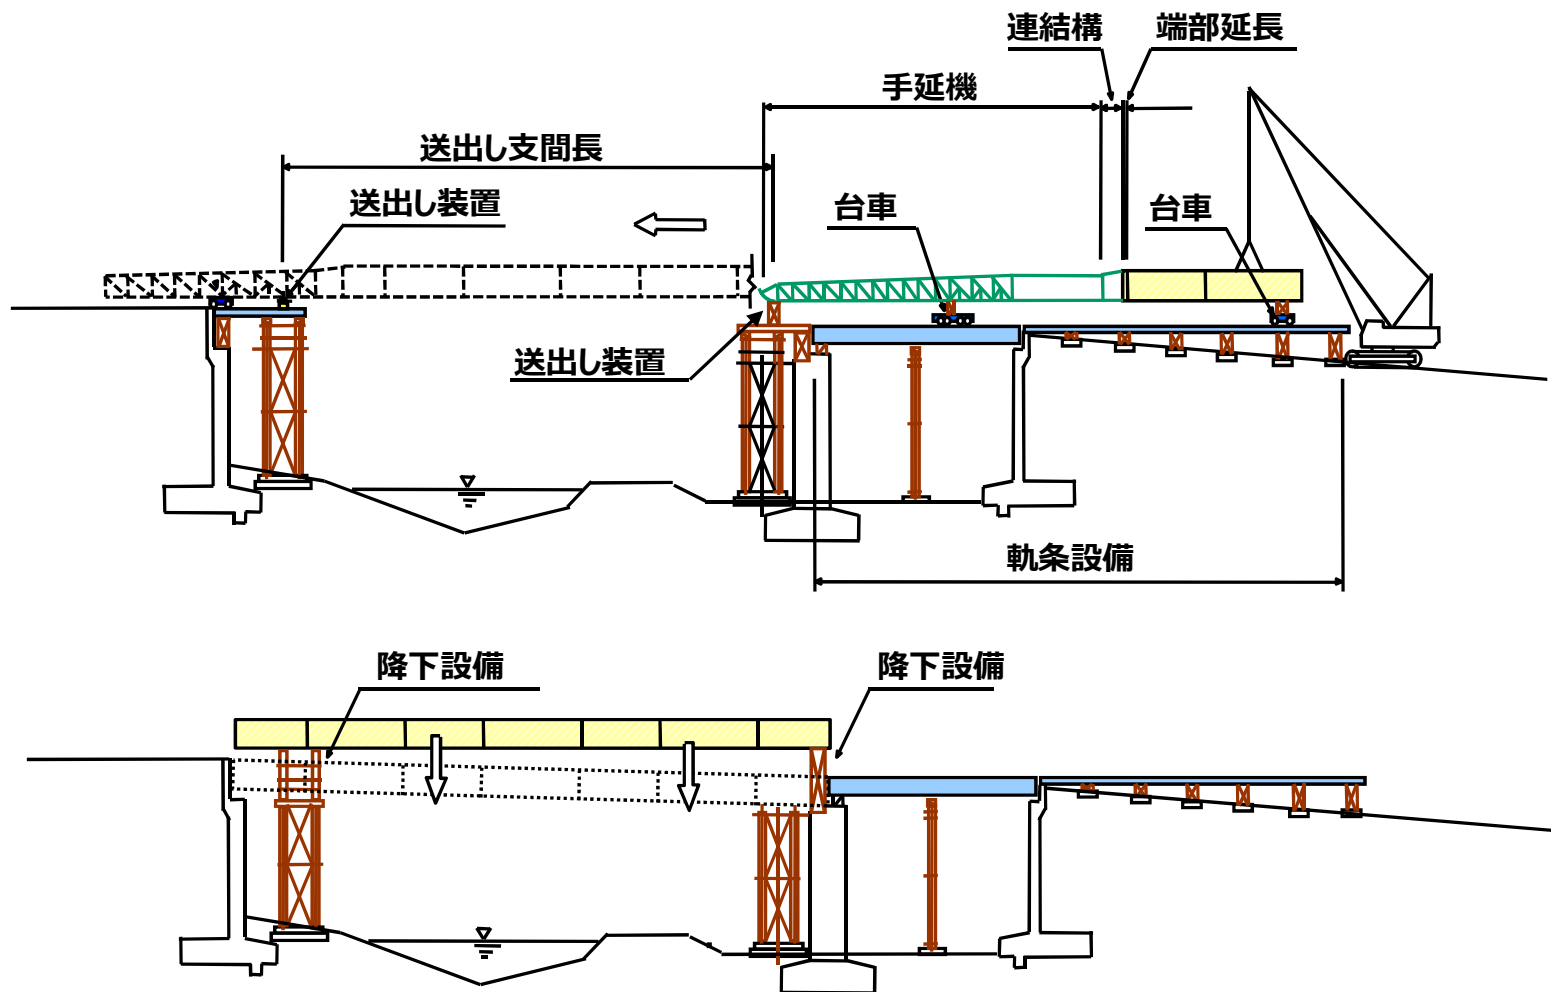 連結構
端部延長
手延機
送出し支間長
送出し装置
台車
台車
送出し装置
軌条設備
降下設備
降下設備